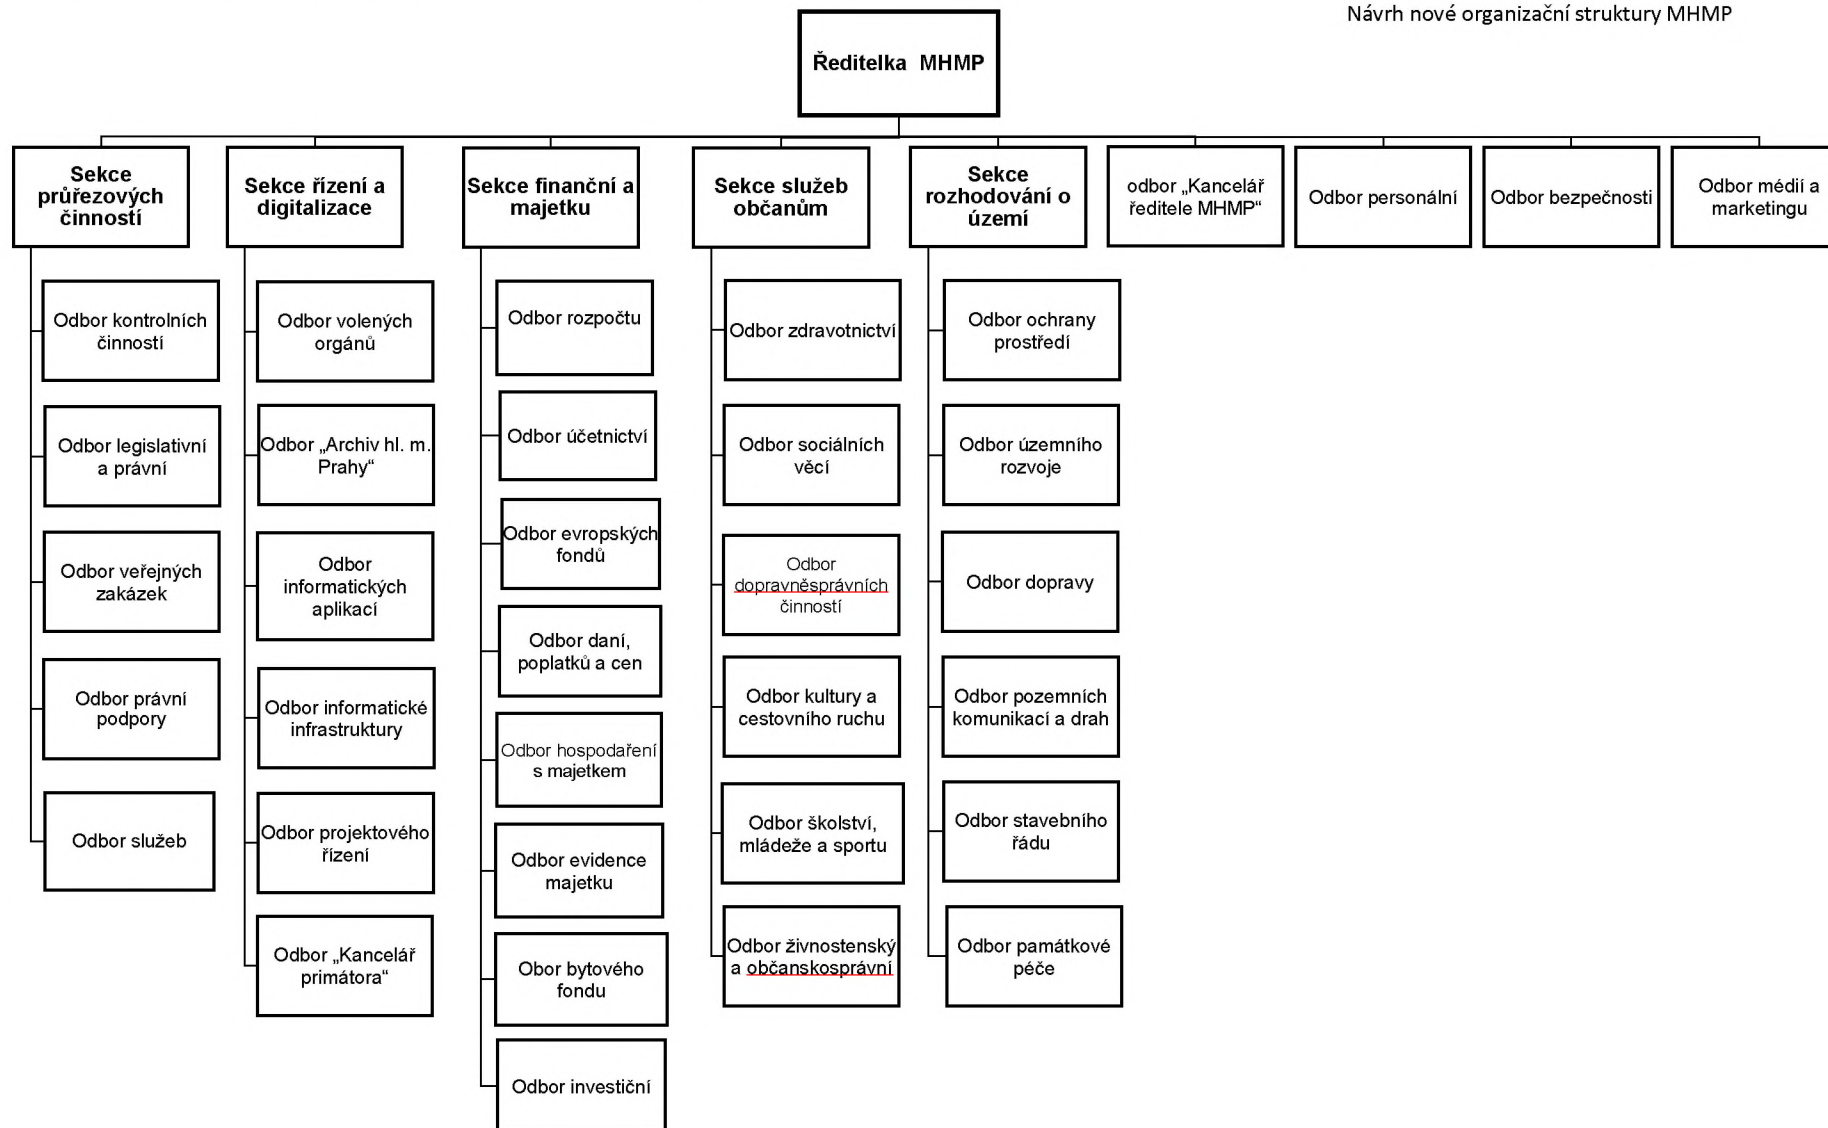 Návrh nové organizační struktury MHMP
Ředitelka MHMP
Sekce
průřezových
činností
Sekce řízení a
digitalizace
Sekce finanční a
majetku
Sekce služeb
občanům
Sekce
rozhodování o
území
odbor „Kancelář
ředitele MHMP“
Odbor personální
Odbor bezpečnosti
Odbor médií a
marketingu
Odbor kontrolních
činností
Odbor legislativní
a právní
Odbor veřejných
zakázek
Odbor právní
podpory
Odbor služeb
Odbor volených
orgánů
Odbor „Archiv hl. m.
Prahy“
Odbor
informatických
aplikací
Odbor informatické
infrastruktury
Odbor projektového
řízení
Odbor „Kancelář
primátora“
Odbor rozpočtu
Odbor účetnictví
Odbor evropských
fondů
Odbor daní,
poplatků a cen
Odbor hospodaření
s majetkem
Odbor evidence
majetku
Obor bytového
fondu
Odbor investiční
Odbor zdravotnictví
Odbor sociálních
věcí
Odbor
dopravněsprávních
činností
Odbor kultury a
cestovního ruchu
Odbor školství,
mládeže a sportu
Odbor živnostenský
a občanskosprávní
Odbor ochrany
prostředí
Odbor územního
rozvoje
Odbor dopravy
Odbor pozemních
komunikací a drah
Odbor stavebního
řádu
Odbor památkové
péče